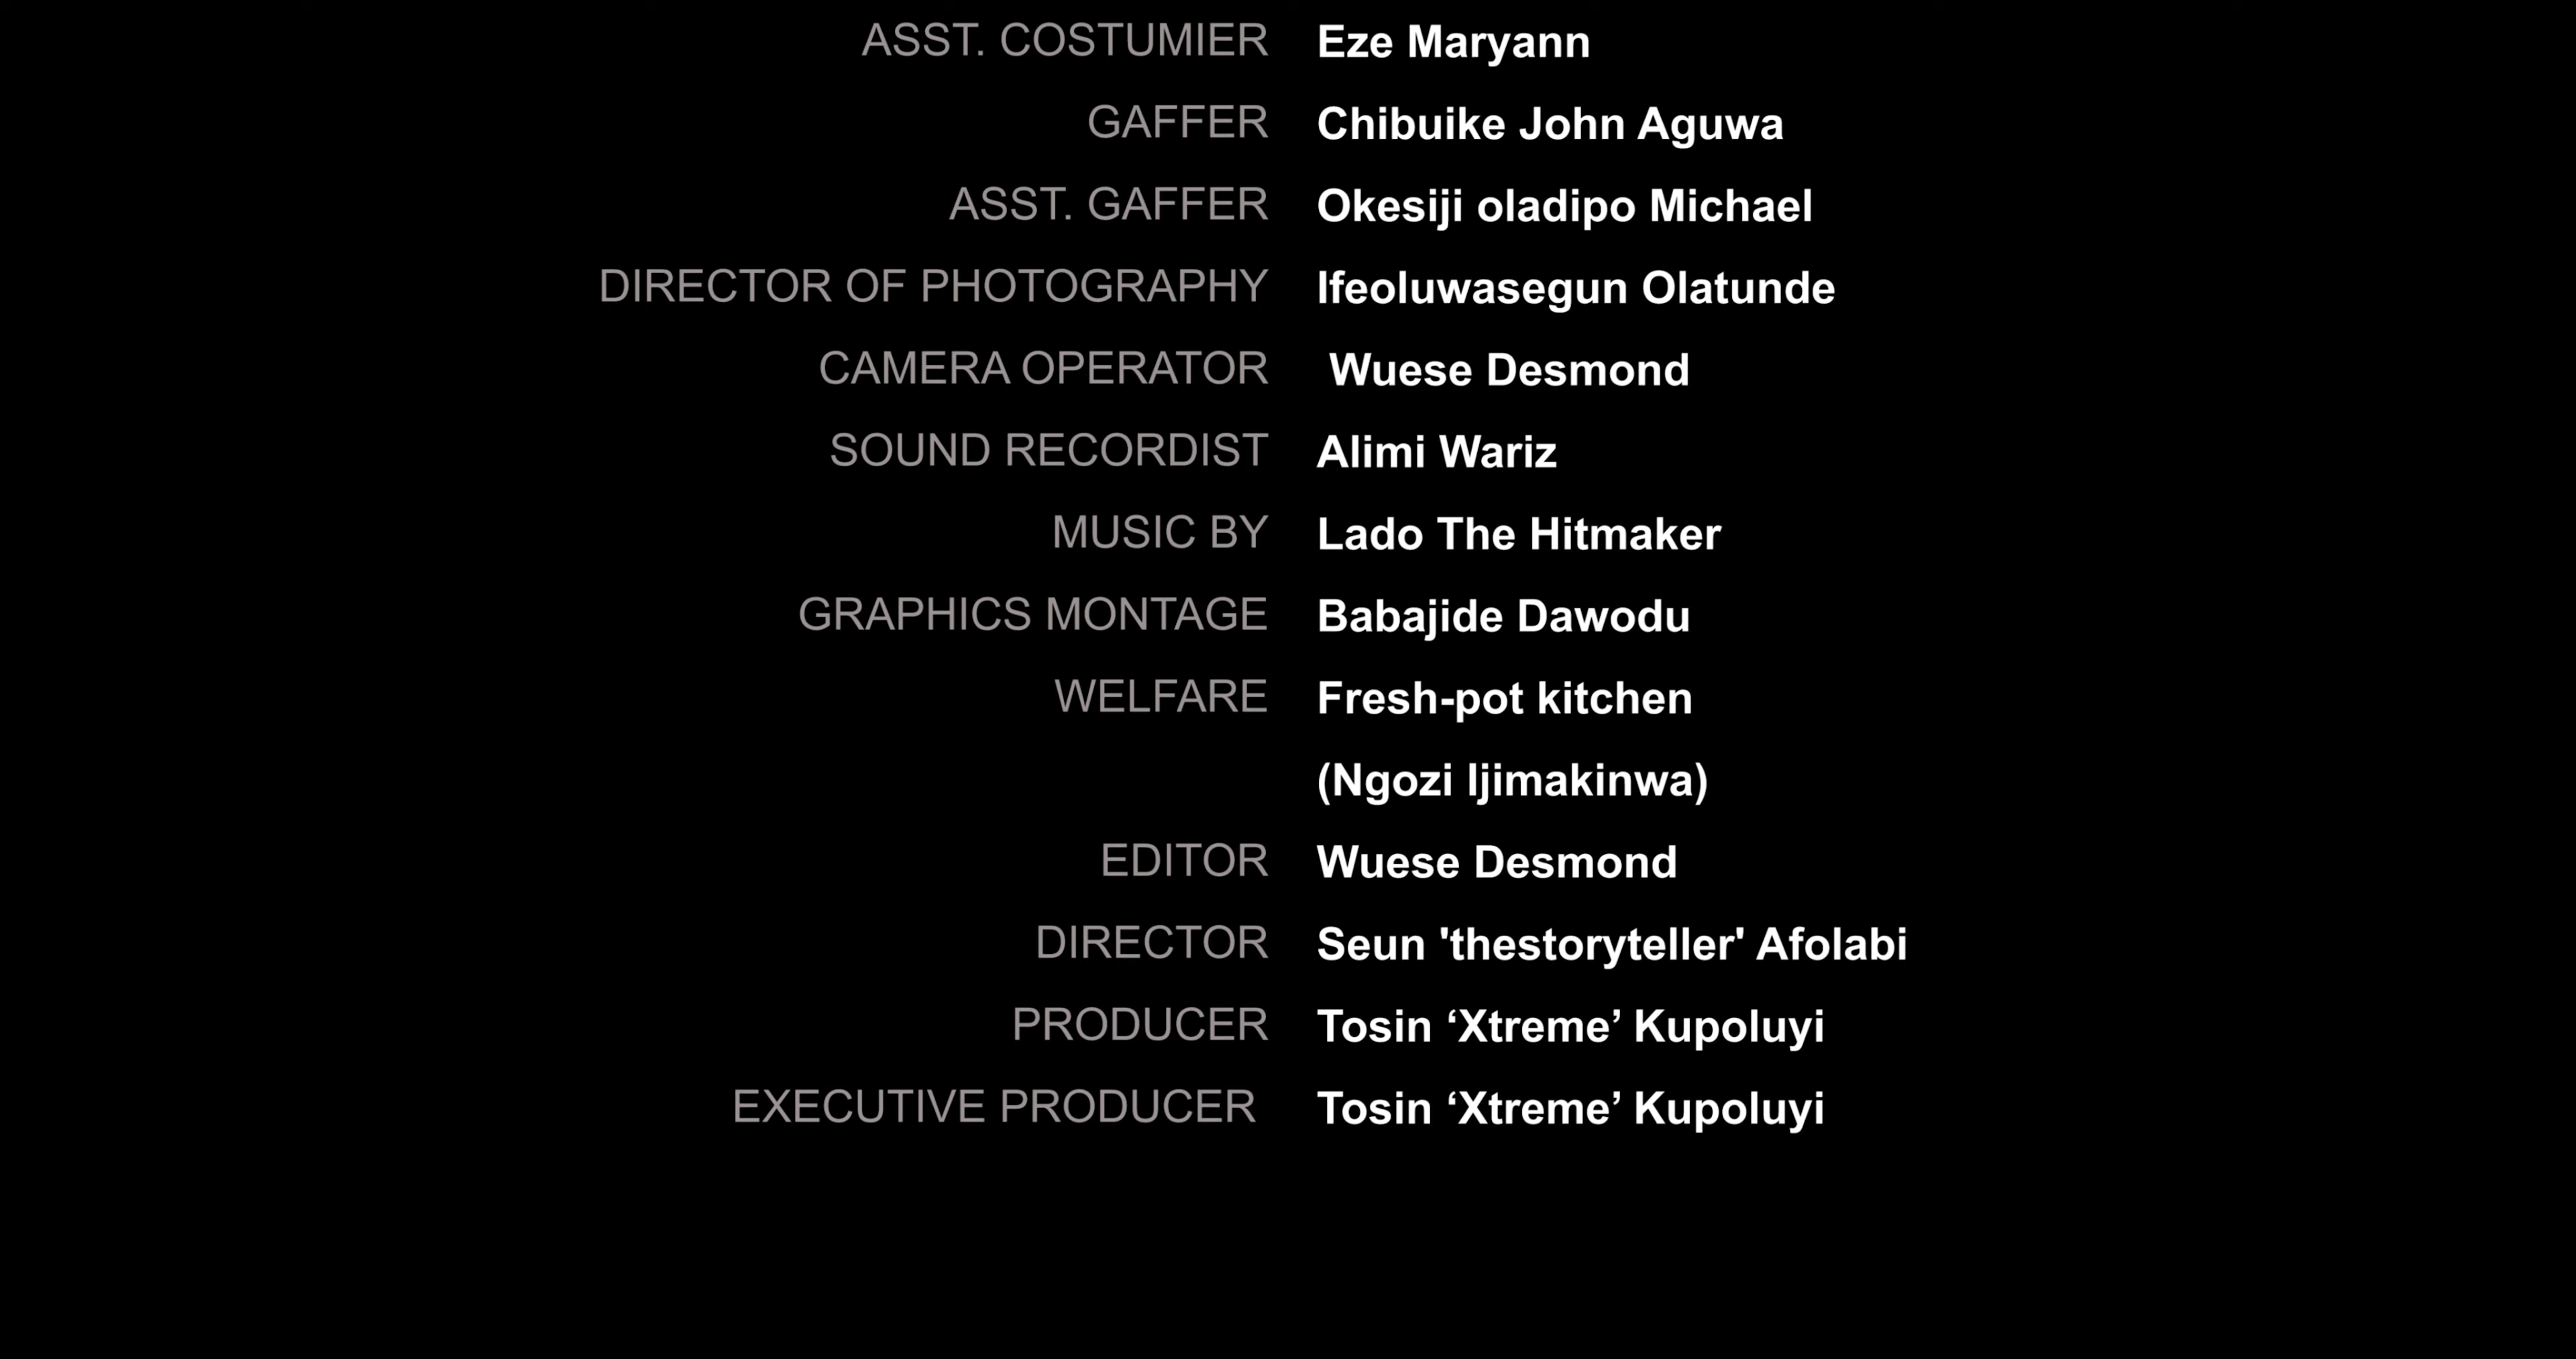 ASST. COSTUMIER Eze Maryann
GAFFER Chibuike John Aguwa
ASST. GAFFER Okesiji oladipo Michael
DIRECTOR OF PHOTOGRAPHY Ifeoluwasegun Olatunde
CAMERA OPERATOR Wuese Desmond
SOUND RECORDIST Alimi Wariz
MUSIC BY Lado The Hitmaker
GRAPHICS MONTAGE Babajide Dawodu
WELFARE Fresh-pot kitchen
(Ngozi Ijimakinwa)
EDITOR Wuese Desmond
DIRECTOR Seun 'thestoryteller' Afolabi
PRODUCER Tosin ‘Xtreme’ Kupoluyi
EXECUTIVE PRODUCER Tosin ‘Xtreme’ Kupoluyi